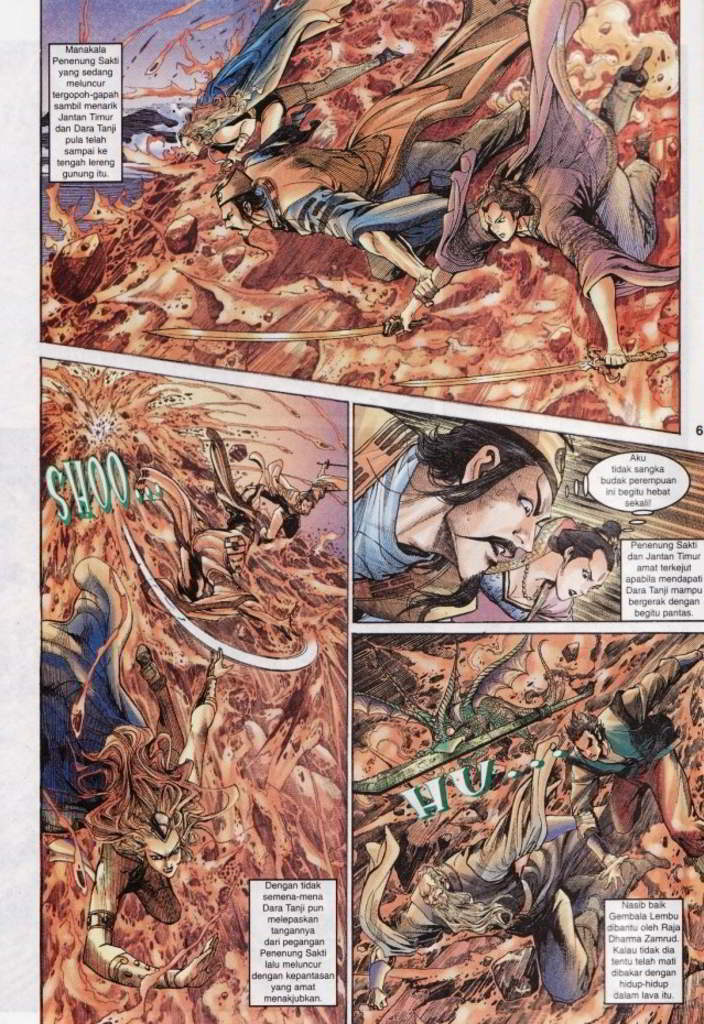 Manakala
Penenung Sakti
yang sedang
meluncur
tergopoh-gapah
sambil menarik
Jantan Timur
dan Dara Tanji
pula telah
sampai ke
tengah lereng
gunung itu.
6
SHOO...
Aku
tidak sangka
budak perempuan
ini begitu hebat
sekali!
Penenung Sakti
dan Jantan Timur
amat terkejut
apabila mendapati
Dara Tanji mampu
bergerak dengan
begitu pantas.
Dengan tidak
semena-mena
Dara Tanji pun
melepaskan
tangannya
dari pegangan
Penenung Sakti
lalu meluncur
dengan kepantasan
yang amat
menakjubkan.
HU...
Nasib baik
Gembala Lembu
dibantu oleh Raja
Dharma Zamrud.
Kalau tidak dia
tentu telah mati
dibakar dengan
hidup-hidup
dalam lava itu.